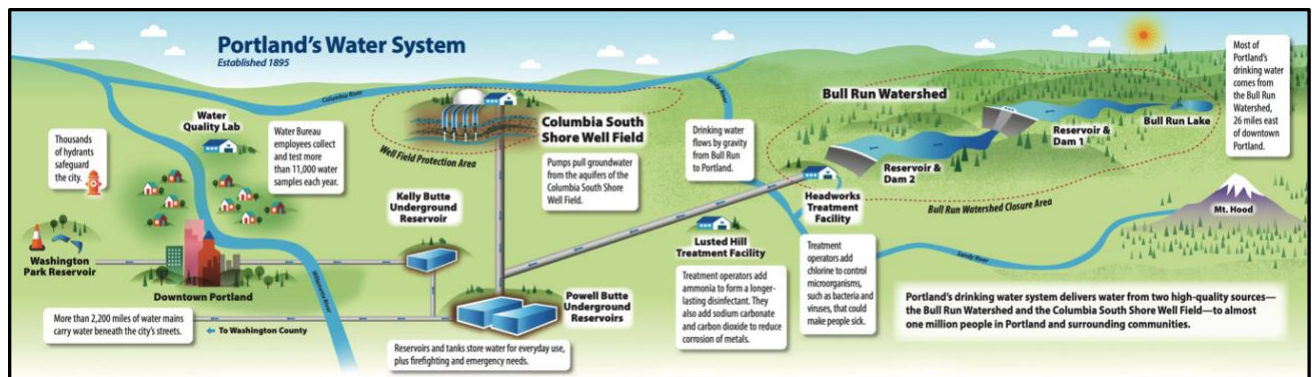 Portland's Water System
Established 1895
Columbia River
Sandy River
Thousands
of hydrants
safeguard
the city.
Water
Quality Lab
Water Bureau
employees collect
and test more
than 11,000 water
samples each year.
Well Field Protection Area
Columbia South
Shore Well Field
Pumps pull groundwater
from the aquifers of the
Columbia South Shore
Well Field.
Drinking water
flows by gravity
from Bull Run
to Portland.
Bull Run Watershed
Reservoir &
Dam 2
Reservoir &
Dam 1
Bull Run Lake
Most of
Portland's
drinking water
comes from
the Bull Run
Watershed,
26 miles east
of downtown
Portland.
Bull Run Watershed Closure Area
Mt. Hood
Sandy River
Headworks
Treatment
Facility
Treatment
operators add
chlorine to control
microorganisms,
such as bacteria and
viruses, that could
make people sick.
Lusted Hill
Treatment Facility
Treatment operators add
ammonia to form a longer-
lasting disinfectant. They
also add sodium carbonate
and carbon dioxide to reduce
corrosion of metals.
Kelly Butte
Underground
Reservoir
Powell Butte
Underground
Reservoirs
Reservoirs and tanks store water for everyday use,
plus firefighting and emergency needs.
Washington
Park Reservoir
Downtown Portland
Willamette River
More than 2,200 miles of water mains
carry water beneath the city's streets.
To Washington County
Portland's drinking water system delivers water from two high-quality sources—
the Bull Run Watershed and the Columbia South Shore Well Field—to almost
one million people in Portland and surrounding communities.